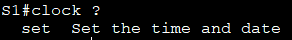 S1#clock ?
  set  Set the time and date